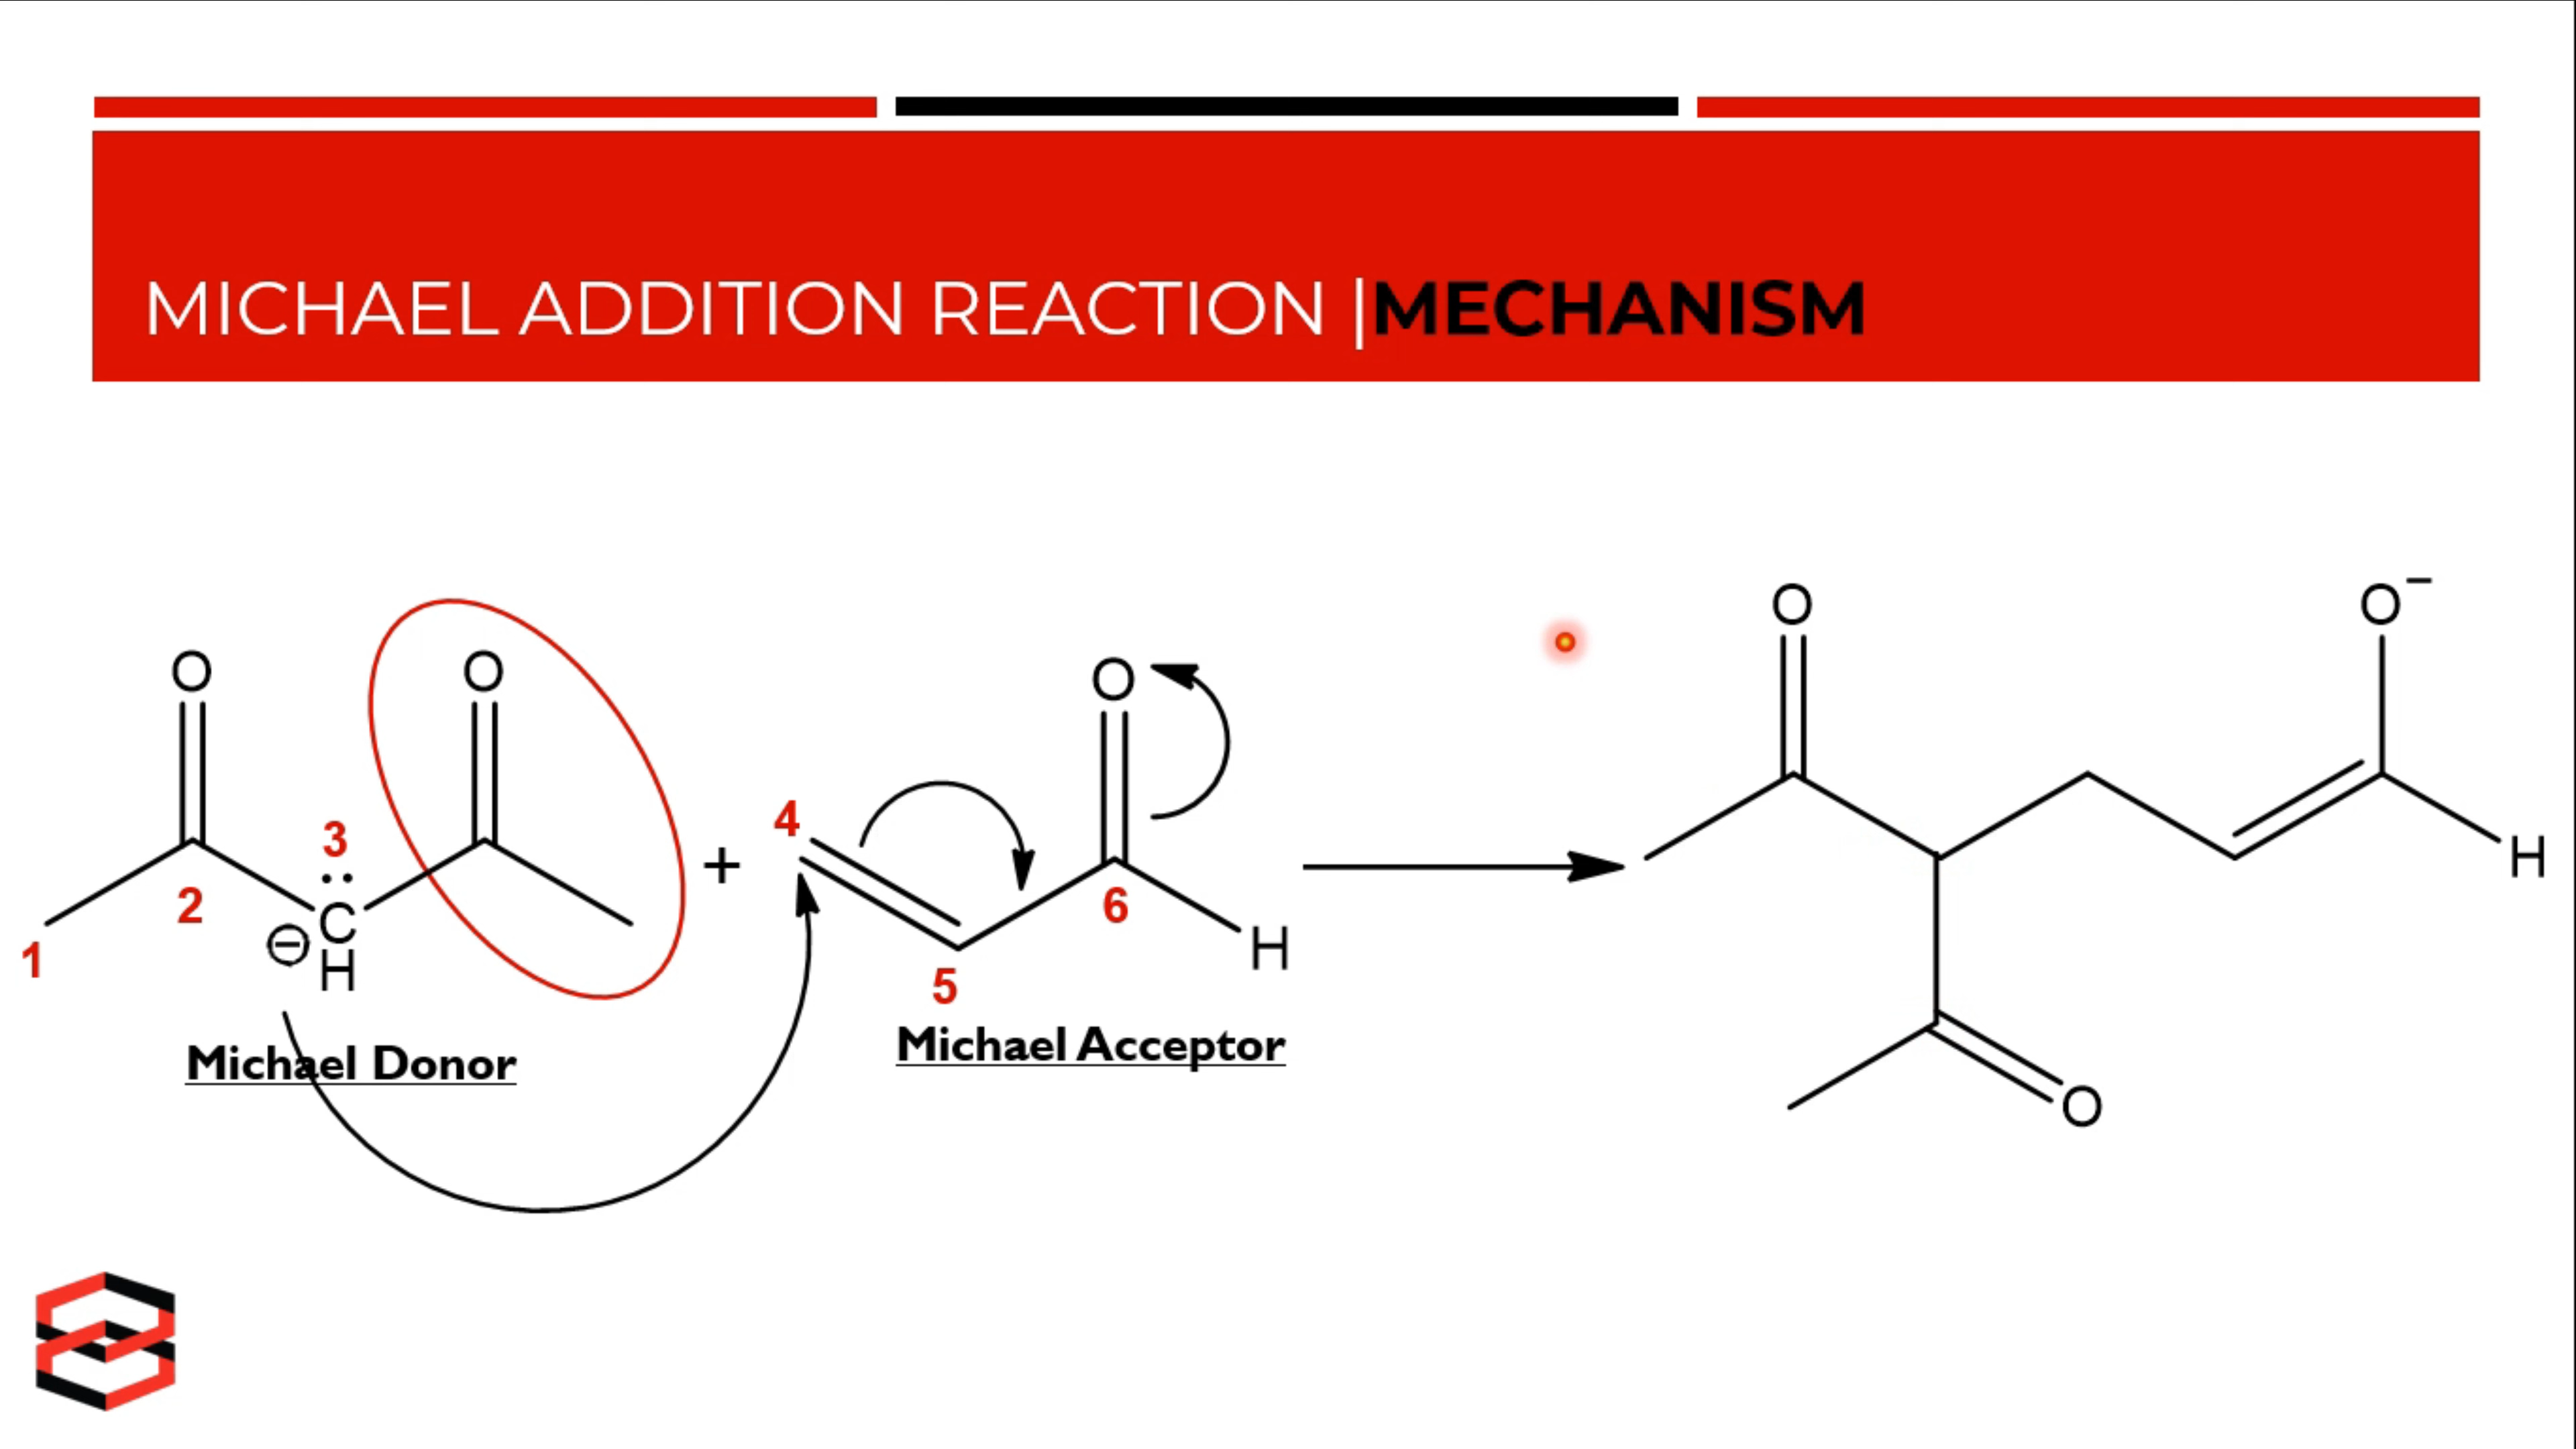 MICHAEL ADDITION REACTION |MECHANISM
O O O O O⁻
3 4
2 6
⊖ C H
1 H H
5
Michael Donor Michael Acceptor
+
O